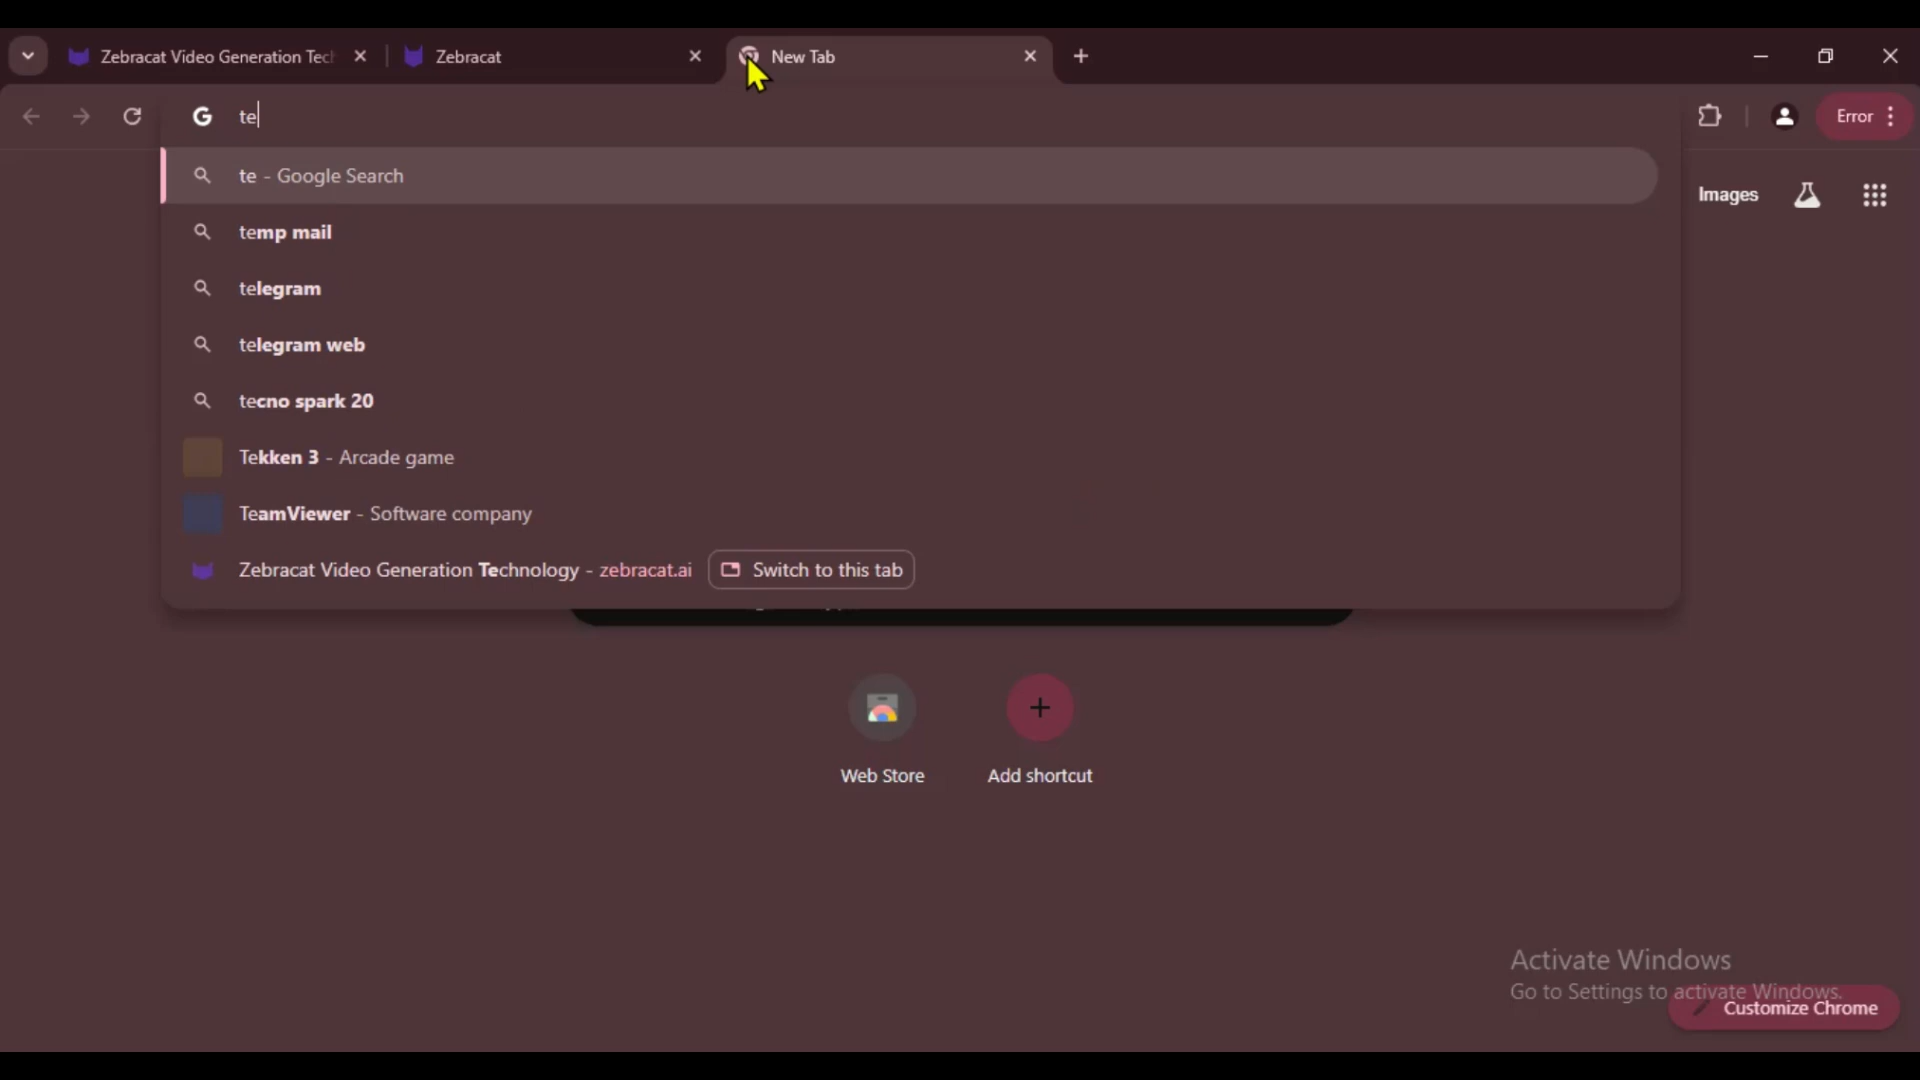 Zebracat Video Generation Tec
Zebracat
New Tab
te
Error
te - Google Search
Images
temp mail
telegram
telegram web
tecno spark 20
Tekken 3 - Arcade game
TeamViewer - Software company
Zebracat Video Generation Technology - zebracat.ai
Switch to this tab
Web Store
Add shortcut
Activate Windows
Go to Settings to activate Windows.
Customize Chrome